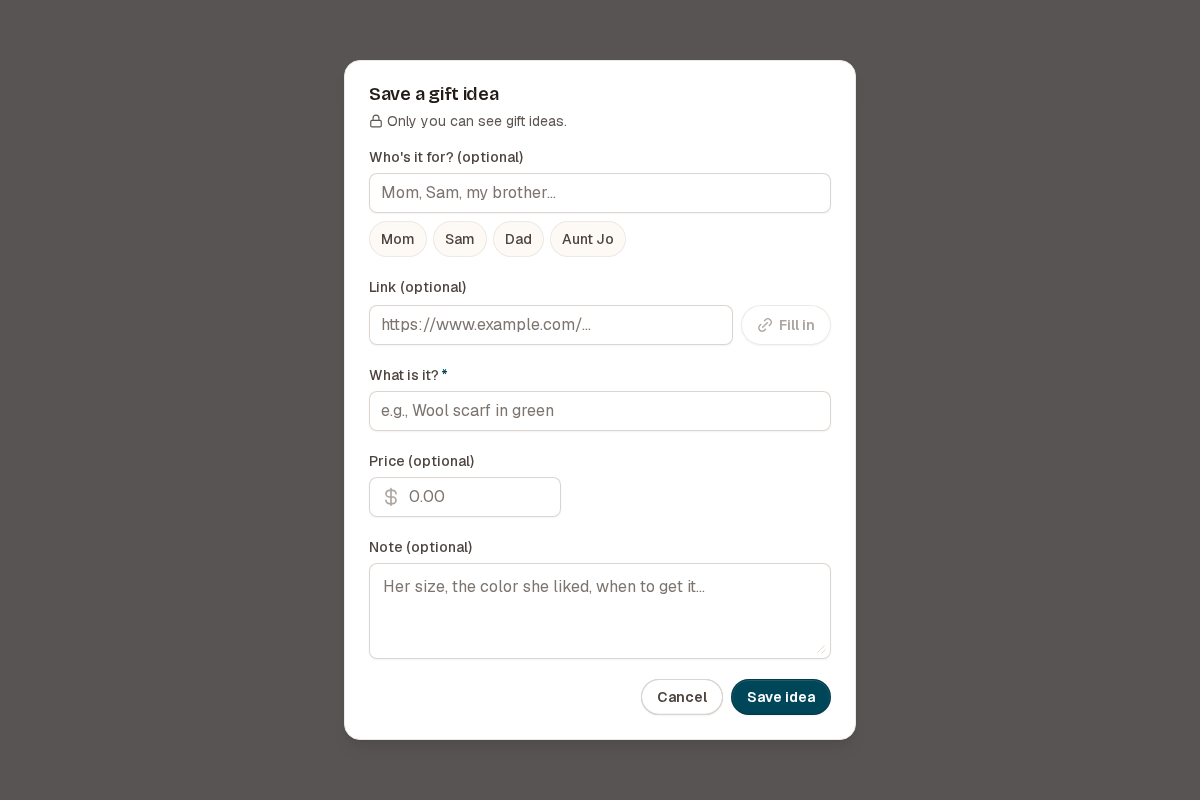 Save a gift idea
Only you can see gift ideas.
Who's it for? (optional)
Mom, Sam, my brother...
Mom Sam Dad Aunt Jo
Link (optional)
https://www.example.com/...
Fill in
What is it? *
e.g., Wool scarf in green
Price (optional)
$ 0.00
Note (optional)
Her size, the color she liked, when to get it...
Cancel Save idea